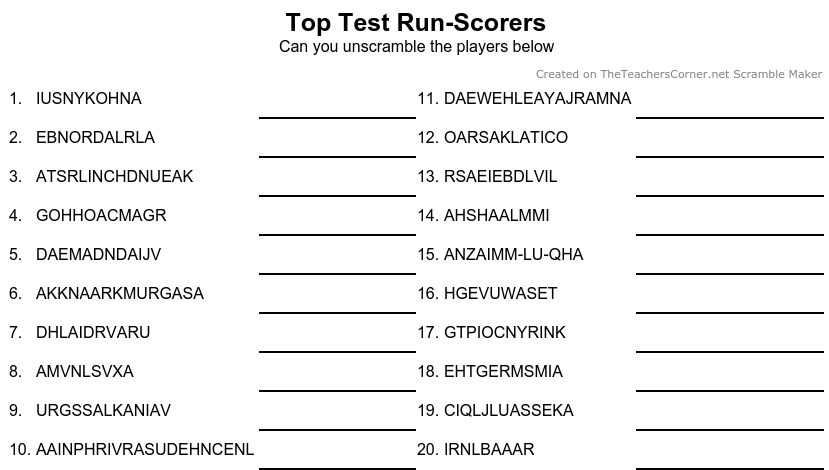 Top Test Run-Scorers
Can you unscramble the players below
Created on TheTeachersCorner.net Scramble Maker
1. IUSNYKOHNA
2. EBNORDALRLA
3. ATSRLINCHDNUEAK
4. GOHHOACMAGR
5. DAEMADNDAIJV
6. AKKNAARKMURGASA
7. DHLAIDRVARU
8. AMVNLSVXA
9. URGSSALKANIAV
10. AAINPHRIVRASUDEHNCENL
11. DAEWEHLEAYAJRAMNA
12. OARSAKLATICO
13. RSAEIEBDLVIL
14. AHSHAALMMI
15. ANZAIMM-LU-QHA
16. HGEVUWASET
17. GTPIOCNYRINK
18. EHTGERMSMIA
19. CIQLJLUASSEKA
20. IRNLBAAAR